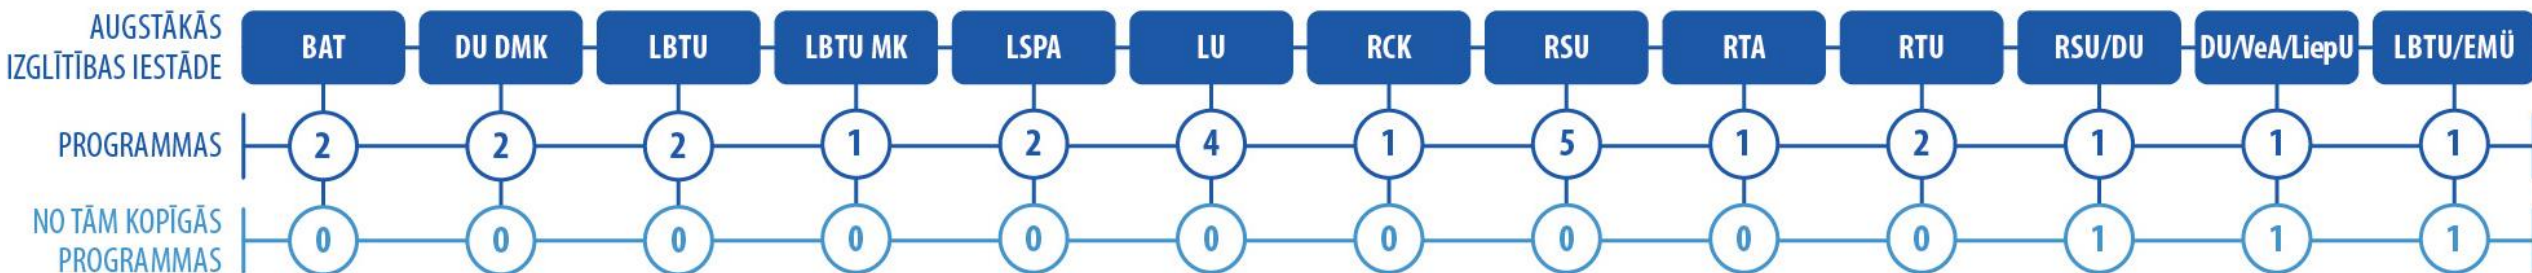 AUGSTĀKĀS
IZGLĪTĪBAS IESTĀDE
BAT DU DMK LBTU LBTU MK LSPA LU RCK RSU RTA RTU RSU/DU DU/VeA/LiepU LBTU/EMÜ
PROGRAMMAS 2 2 2 1 2 4 1 5 1 2 1 1 1
NO TĀM KOPĪGĀS
PROGRAMMAS
0 0 0 0 0 0 0 0 0 0 1 1 1